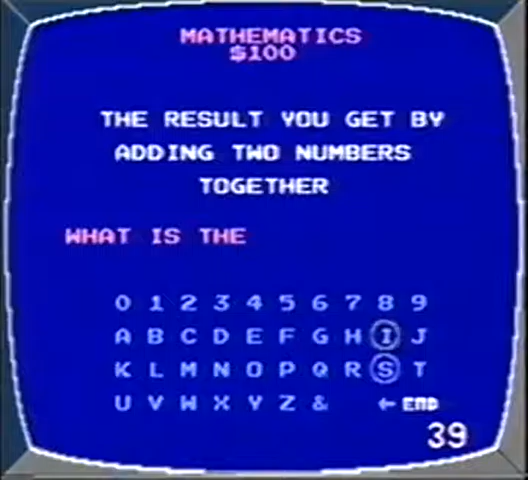 MATHEMATICS
$100
THE RESULT YOU GET BY
ADDING TWO NUMBERS
TOGETHER
WHAT IS THE
0 1 2 3 4 5 6 7 8 9
A B C D E F G H I J
K L M N O P Q R S T
U V W X Y Z & ← END
39